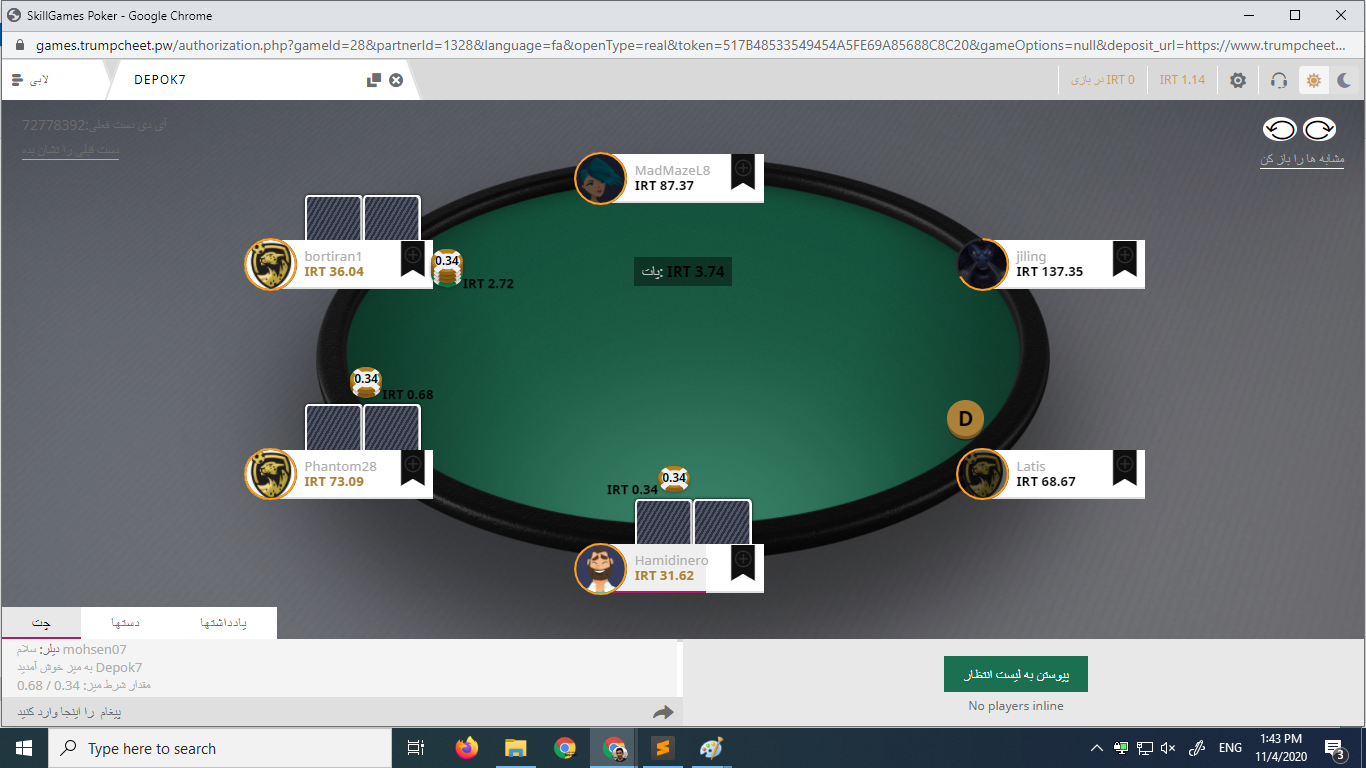 SkillGames Poker - Google Chrome
games.trumpcheet.pw/authorization.php?gameId=28&partnerId=1328&language=fa&openType=real&token=517B48533549454A5FE69A85688C8C20&gameOptions=null&deposit_url=https://www.trumpcheet...
لابی
DEPOK7
IRT 0 در بازی
IRT 1.14
آی دی دست فعلی:72778392
دست قبلی را نشان بده
مشابه ها را باز کن
MadMazeL8
IRT 87.37
bortiran1
IRT 36.04
0.34
IRT 2.72
پات: IRT 3.74
jiling
IRT 137.35
0.34
IRT 0.68
D
Phantom28
IRT 73.09
Latis
IRT 68.67
0.34
IRT 0.34
Hamidinero
IRT 31.62
چت
دستها
یادداشتها
دیلر: سلام mohsen07
به میز خوش آمدید Depok7
مقدار شرط میز: 0.34 / 0.68
پیغام را اینجا وارد کنید
پیوستن به لیست انتظار
No players inline
Type here to search
ENG
1:43 PM
11/4/2020
3